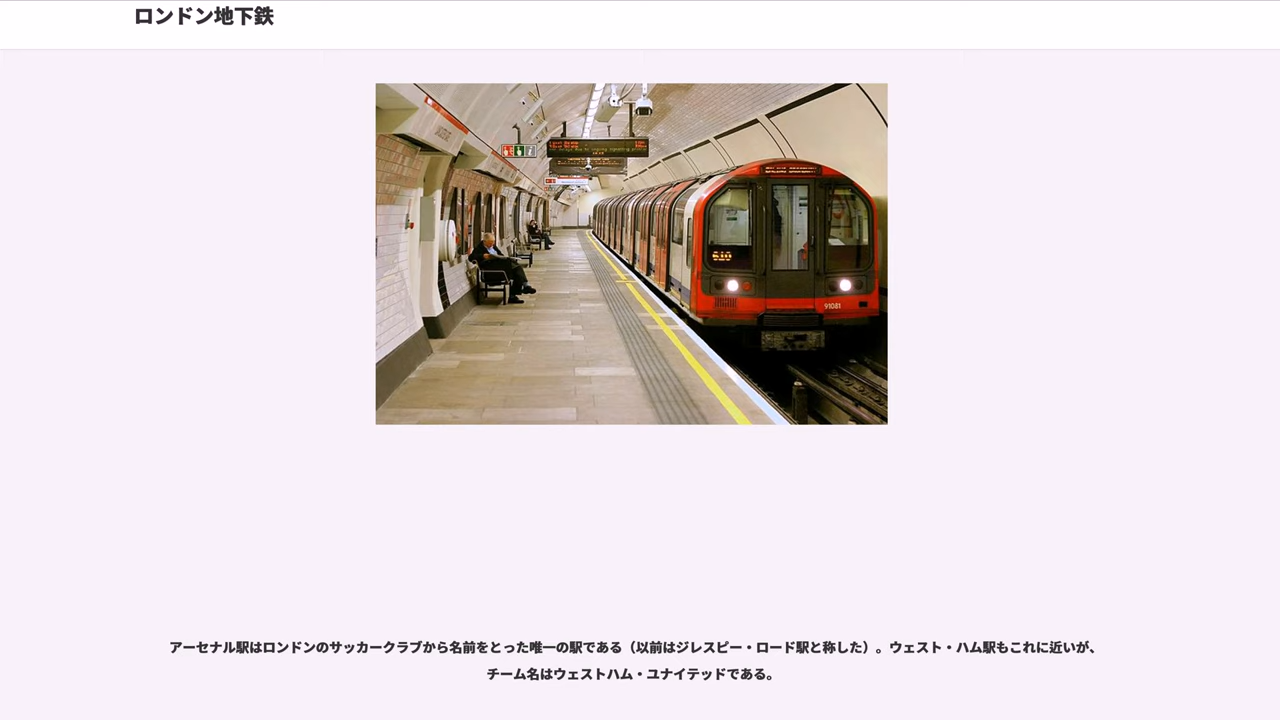 ロンドン地下鉄
91081
アーセナル駅はロンドンのサッカークラブから名前をとった唯一の駅である（以前はジレスピー・ロード駅と称した）。ウェスト・ハム駅もこれに近いが、
チーム名はウェストハム・ユナイテッドである。